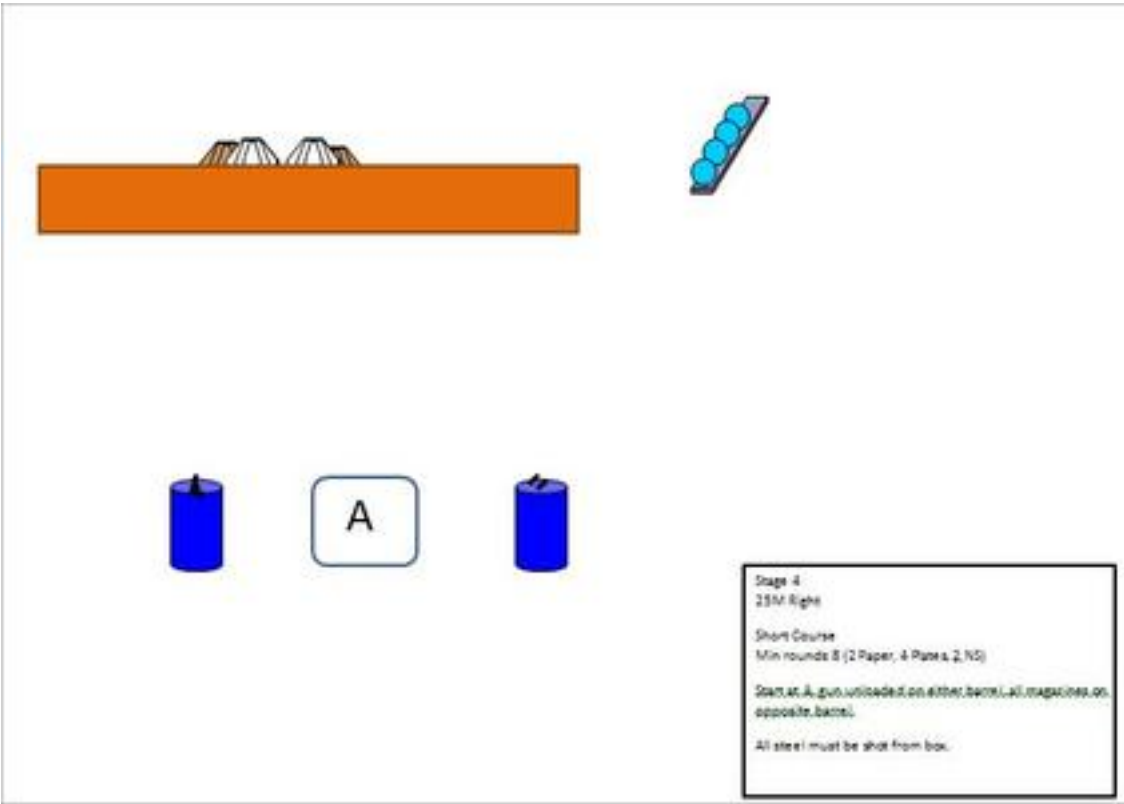 A
Stage 4
25M Right
Short Course
Min rounds 8 (2 Paper, 4 Plates, 2 NS)
Start at A, gun unloaded on either barrel, all magazines on
opposite barrel.
All steel must be shot from box.